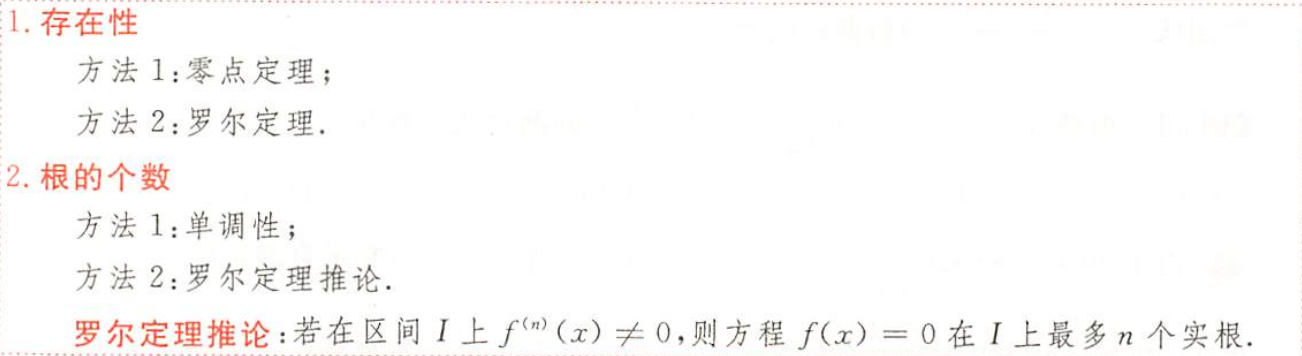 1. 存在性
方法 1:零点定理;
方法 2:罗尔定理.
2. 根的个数
方法 1:单调性;
方法 2:罗尔定理推论.
罗尔定理推论:若在区间 I 上 f⁽ⁿ⁾(x) ≠ 0,则方程 f(x) = 0 在 I 上最多 n 个实根.